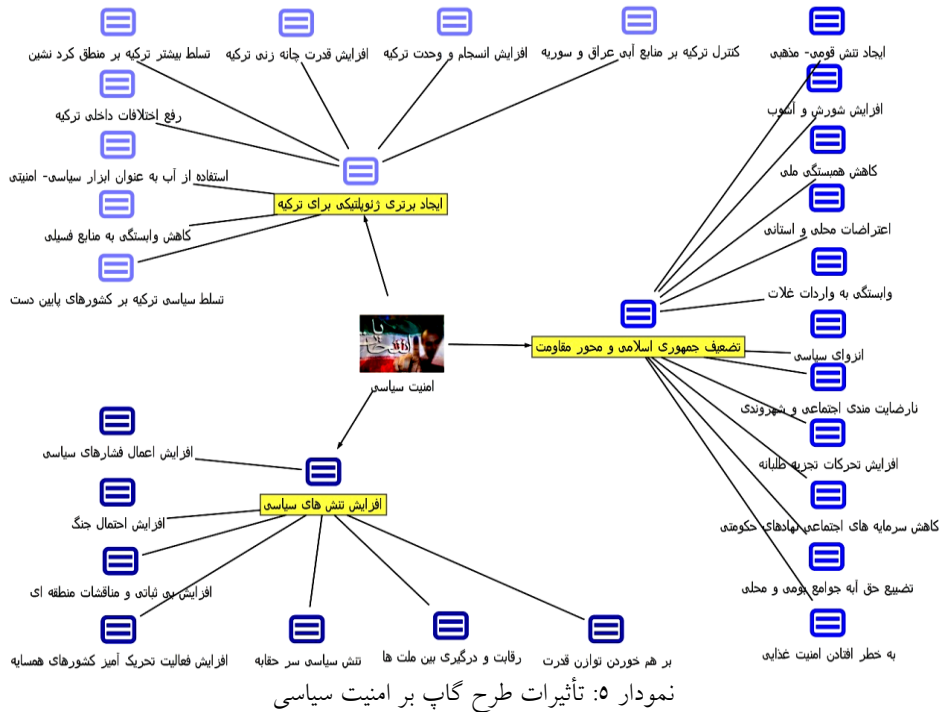 ایجاد تنش قومی- مذهبی
کنترل ترکیه بر منابع آبی عراق و سوریه
افزایش انسجام و وحدت ترکیه
افزایش قدرت چانه زنی ترکیه
تسلط بیشتر ترکیه بر منطق کرد نشین
افزایش شورش و آشوب
رفع اختلافات داخلی ترکیه
کاهش همبستگی ملی
استفاده از آب به عنوان ابزار سیاسی- امنیتی
ایجاد برتری ژئوپلتیکی برای ترکیه
اعتراضات محلی و استانی
کاهش وابستگی به منابع فسیلی
وابستگی به واردات غلات
تسلط سیاسی ترکیه بر کشورهای پایین دست
تضعیف جمهوری اسلامی و محور مقاومت
انزوای سیاسی
امنیت سیاسی
نارضایت مندی اجتماعی و شهروندی
افزایش اعمال فشارهای سیاسی
افزایش تحرکات تجزیه طلبانه
افزایش تنش های سیاسی
افزایش احتمال جنگ
کاهش سرمایه های اجتماعی نهادهای حکومتی
افزایش بی ثباتی و مناقشات منطقه ای
تضییع حق آبه جوامع بومی و محلی
به خطر افتادن امنیت غذایی
بر هم خوردن توازن قدرت
رقابت و درگیری بین ملت ها
تنش سیاسی سر حقابه
افزایش فعالیت تحریک آمیز کشورهای همسایه
نمودار ۵: تأثیرات طرح گاپ بر امنیت سیاسی